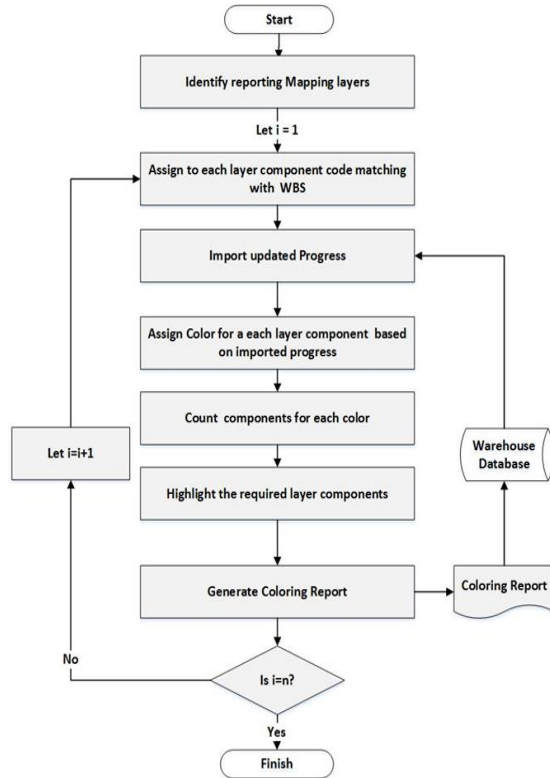 Start
Identify reporting Mapping layers
Let i = 1
Assign to each layer component code matching
with WBS
Import updated Progress
Assign Color for a each layer component based
on imported progress
Count components for each color
Let i=i+1
Warehouse
Database
Highlight the required layer components
Generate Coloring Report
Coloring Report
No
Is i=n?
Yes
Finish